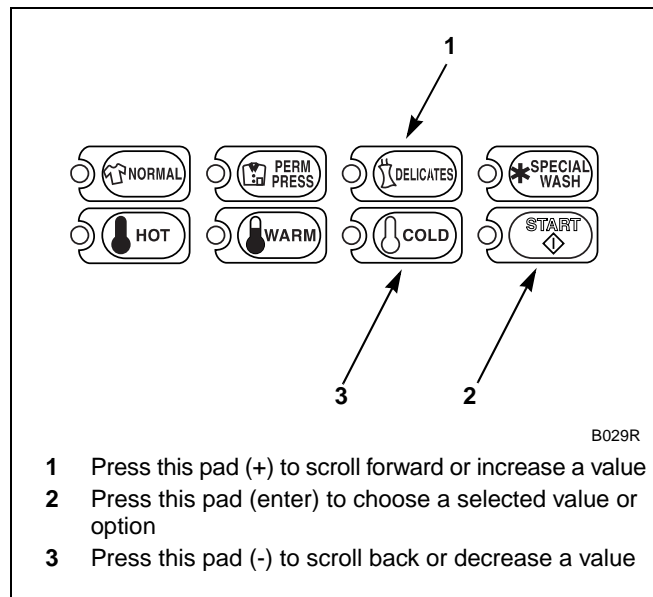 1
NORMAL
PERM
PRESS
DELICATES
SPECIAL
WASH
HOT
WARM
COLD
START
3
2
B029R
1 Press this pad (+) to scroll forward or increase a value
2 Press this pad (enter) to choose a selected value or
option
3 Press this pad (-) to scroll back or decrease a value